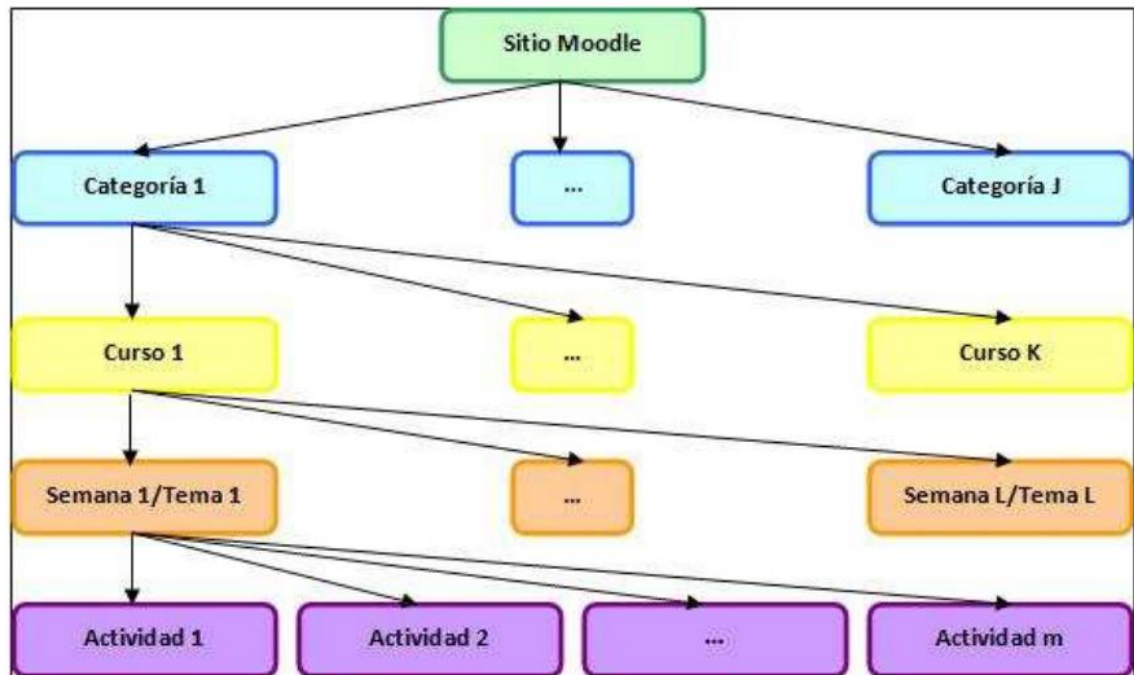 Sitio Moodle
Categoría 1
...
Categoría J
Curso 1
...
Curso K
Semana 1/Tema 1
...
Semana L/Tema L
Actividad 1
Actividad 2
...
Actividad m